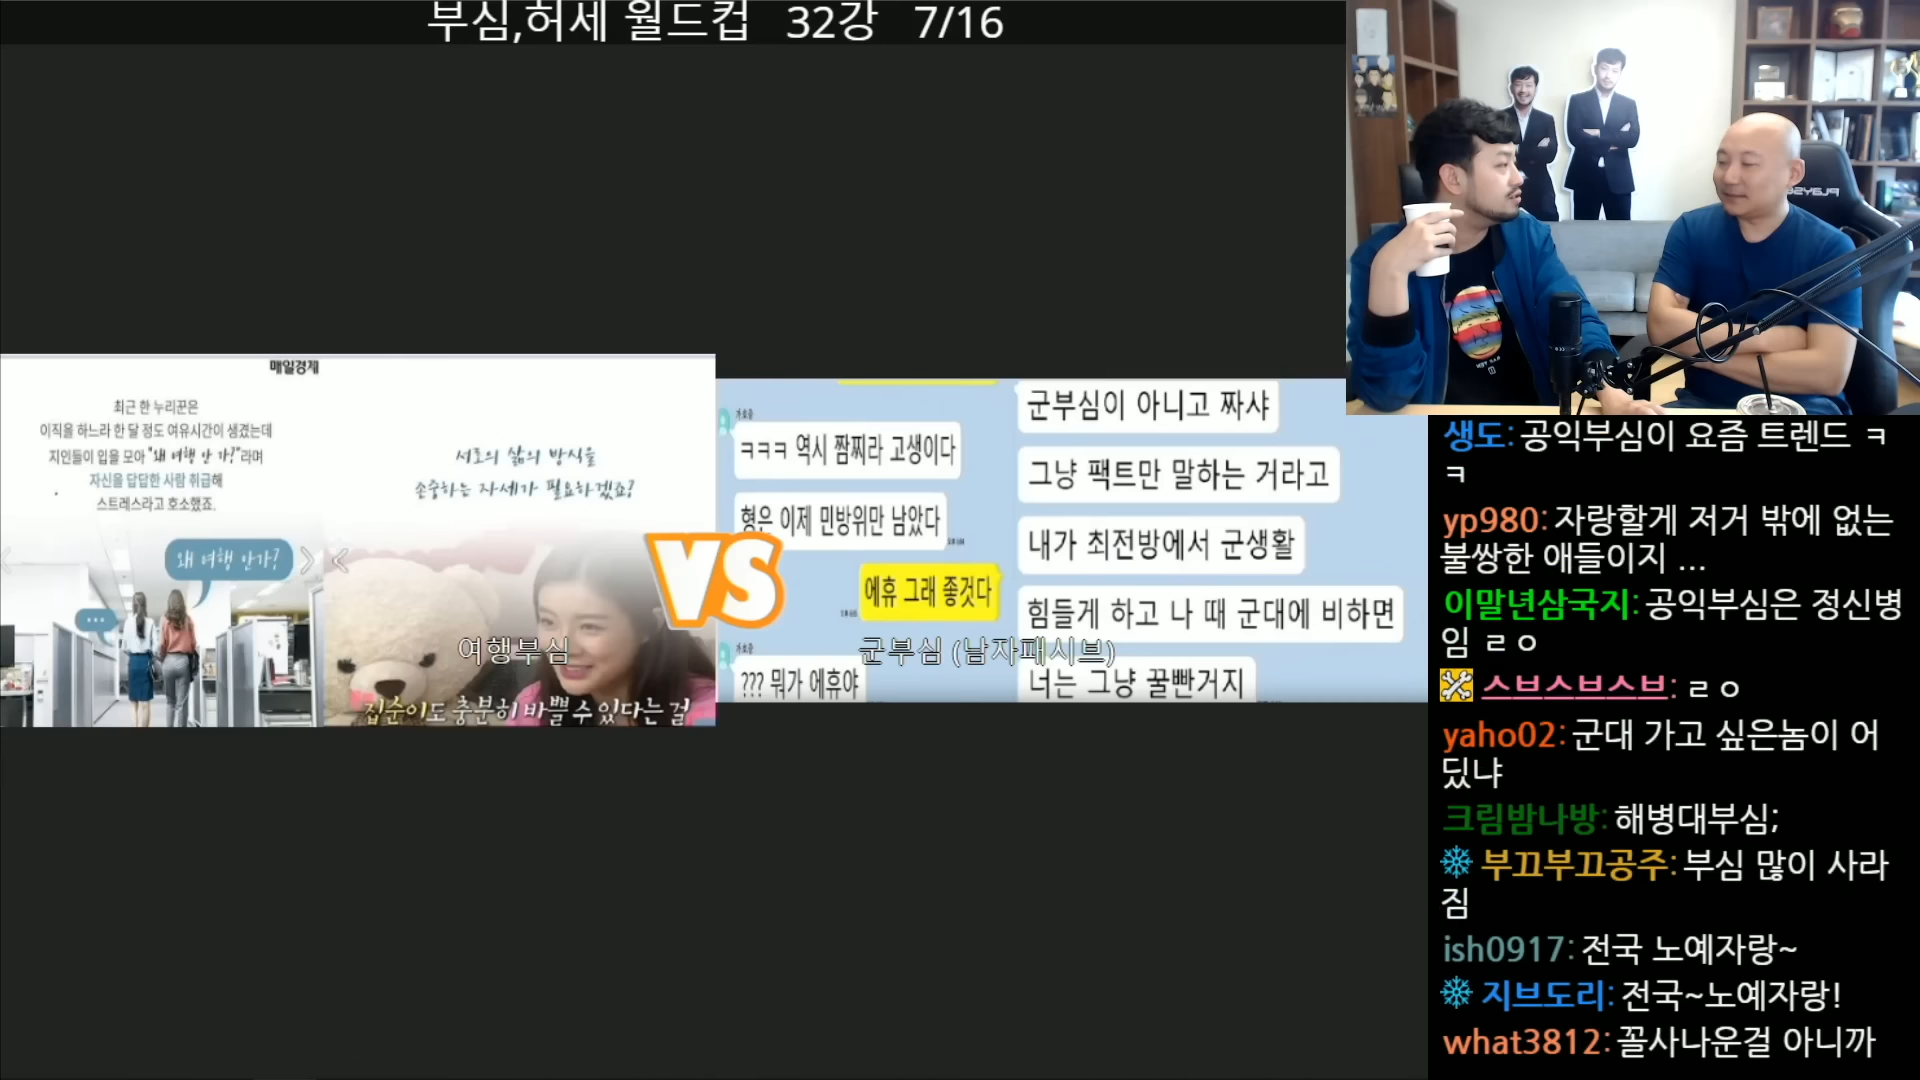 부심,허세 월드컵 32강 7/16
매일경제
최근 한 누리꾼은
이직을 하느라 한 달 정도 여유시간이 생겼는데
지인들이 입을 모아 "왜 여행 안 가?"라며
자신을 답답한 사람 취급해
스트레스라고 호소했죠.
왜 여행 안가?
...
서로의 삶의 방식을
존중하는 자세가 필요하겠죠?
여행부심
집순이도 충분히 바쁠 수 있다는 걸
VS
ㅋㅋㅋ 역시 짬찌라 고생이다
형은 이제 민방위만 남았다
에휴 그래 좋겄다
??? 뭐가 에휴야
군부심이 아니고 짜샤
그냥 팩트만 말하는 거라고
내가 최전방에서 군생활
힘들게 하고 나 때 군대에 비하면
군부심 (남자패시브)
너는 그냥 꿀빤거지
생도: 공익부심이 요즘 트렌드 ㅋ
ㅋ
yp980: 자랑할게 저거 밖에 없는
불쌍한 애들이지 ...
이말년삼국지: 공익부심은 정신병
임 ㄹㅇ
스브스브스브: ㄹㅇ
yaho02: 군대 가고 싶은놈이 어
딨냐
크림밤나방: 해병대부심;
부끄부끄공주: 부심 많이 사라
짐
ish0917: 전국 노예자랑~
지브도리: 전국~노예자랑!
what3812: 꼴사나운걸 아니까